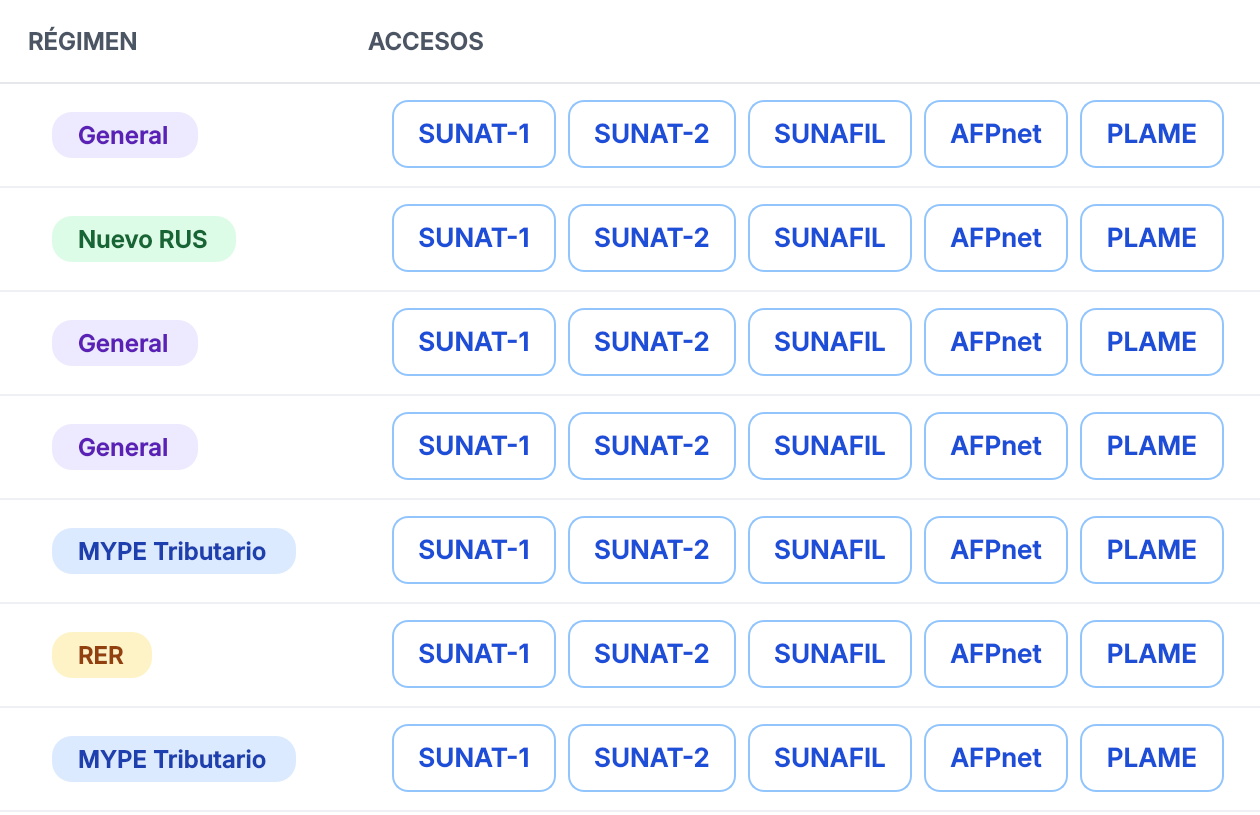 RÉGIMEN ACCESOS
General SUNAT-1 SUNAT-2 SUNAFIL AFPnet PLAME
Nuevo RUS SUNAT-1 SUNAT-2 SUNAFIL AFPnet PLAME
General SUNAT-1 SUNAT-2 SUNAFIL AFPnet PLAME
General SUNAT-1 SUNAT-2 SUNAFIL AFPnet PLAME
MYPE Tributario SUNAT-1 SUNAT-2 SUNAFIL AFPnet PLAME
RER SUNAT-1 SUNAT-2 SUNAFIL AFPnet PLAME
MYPE Tributario SUNAT-1 SUNAT-2 SUNAFIL AFPnet PLAME